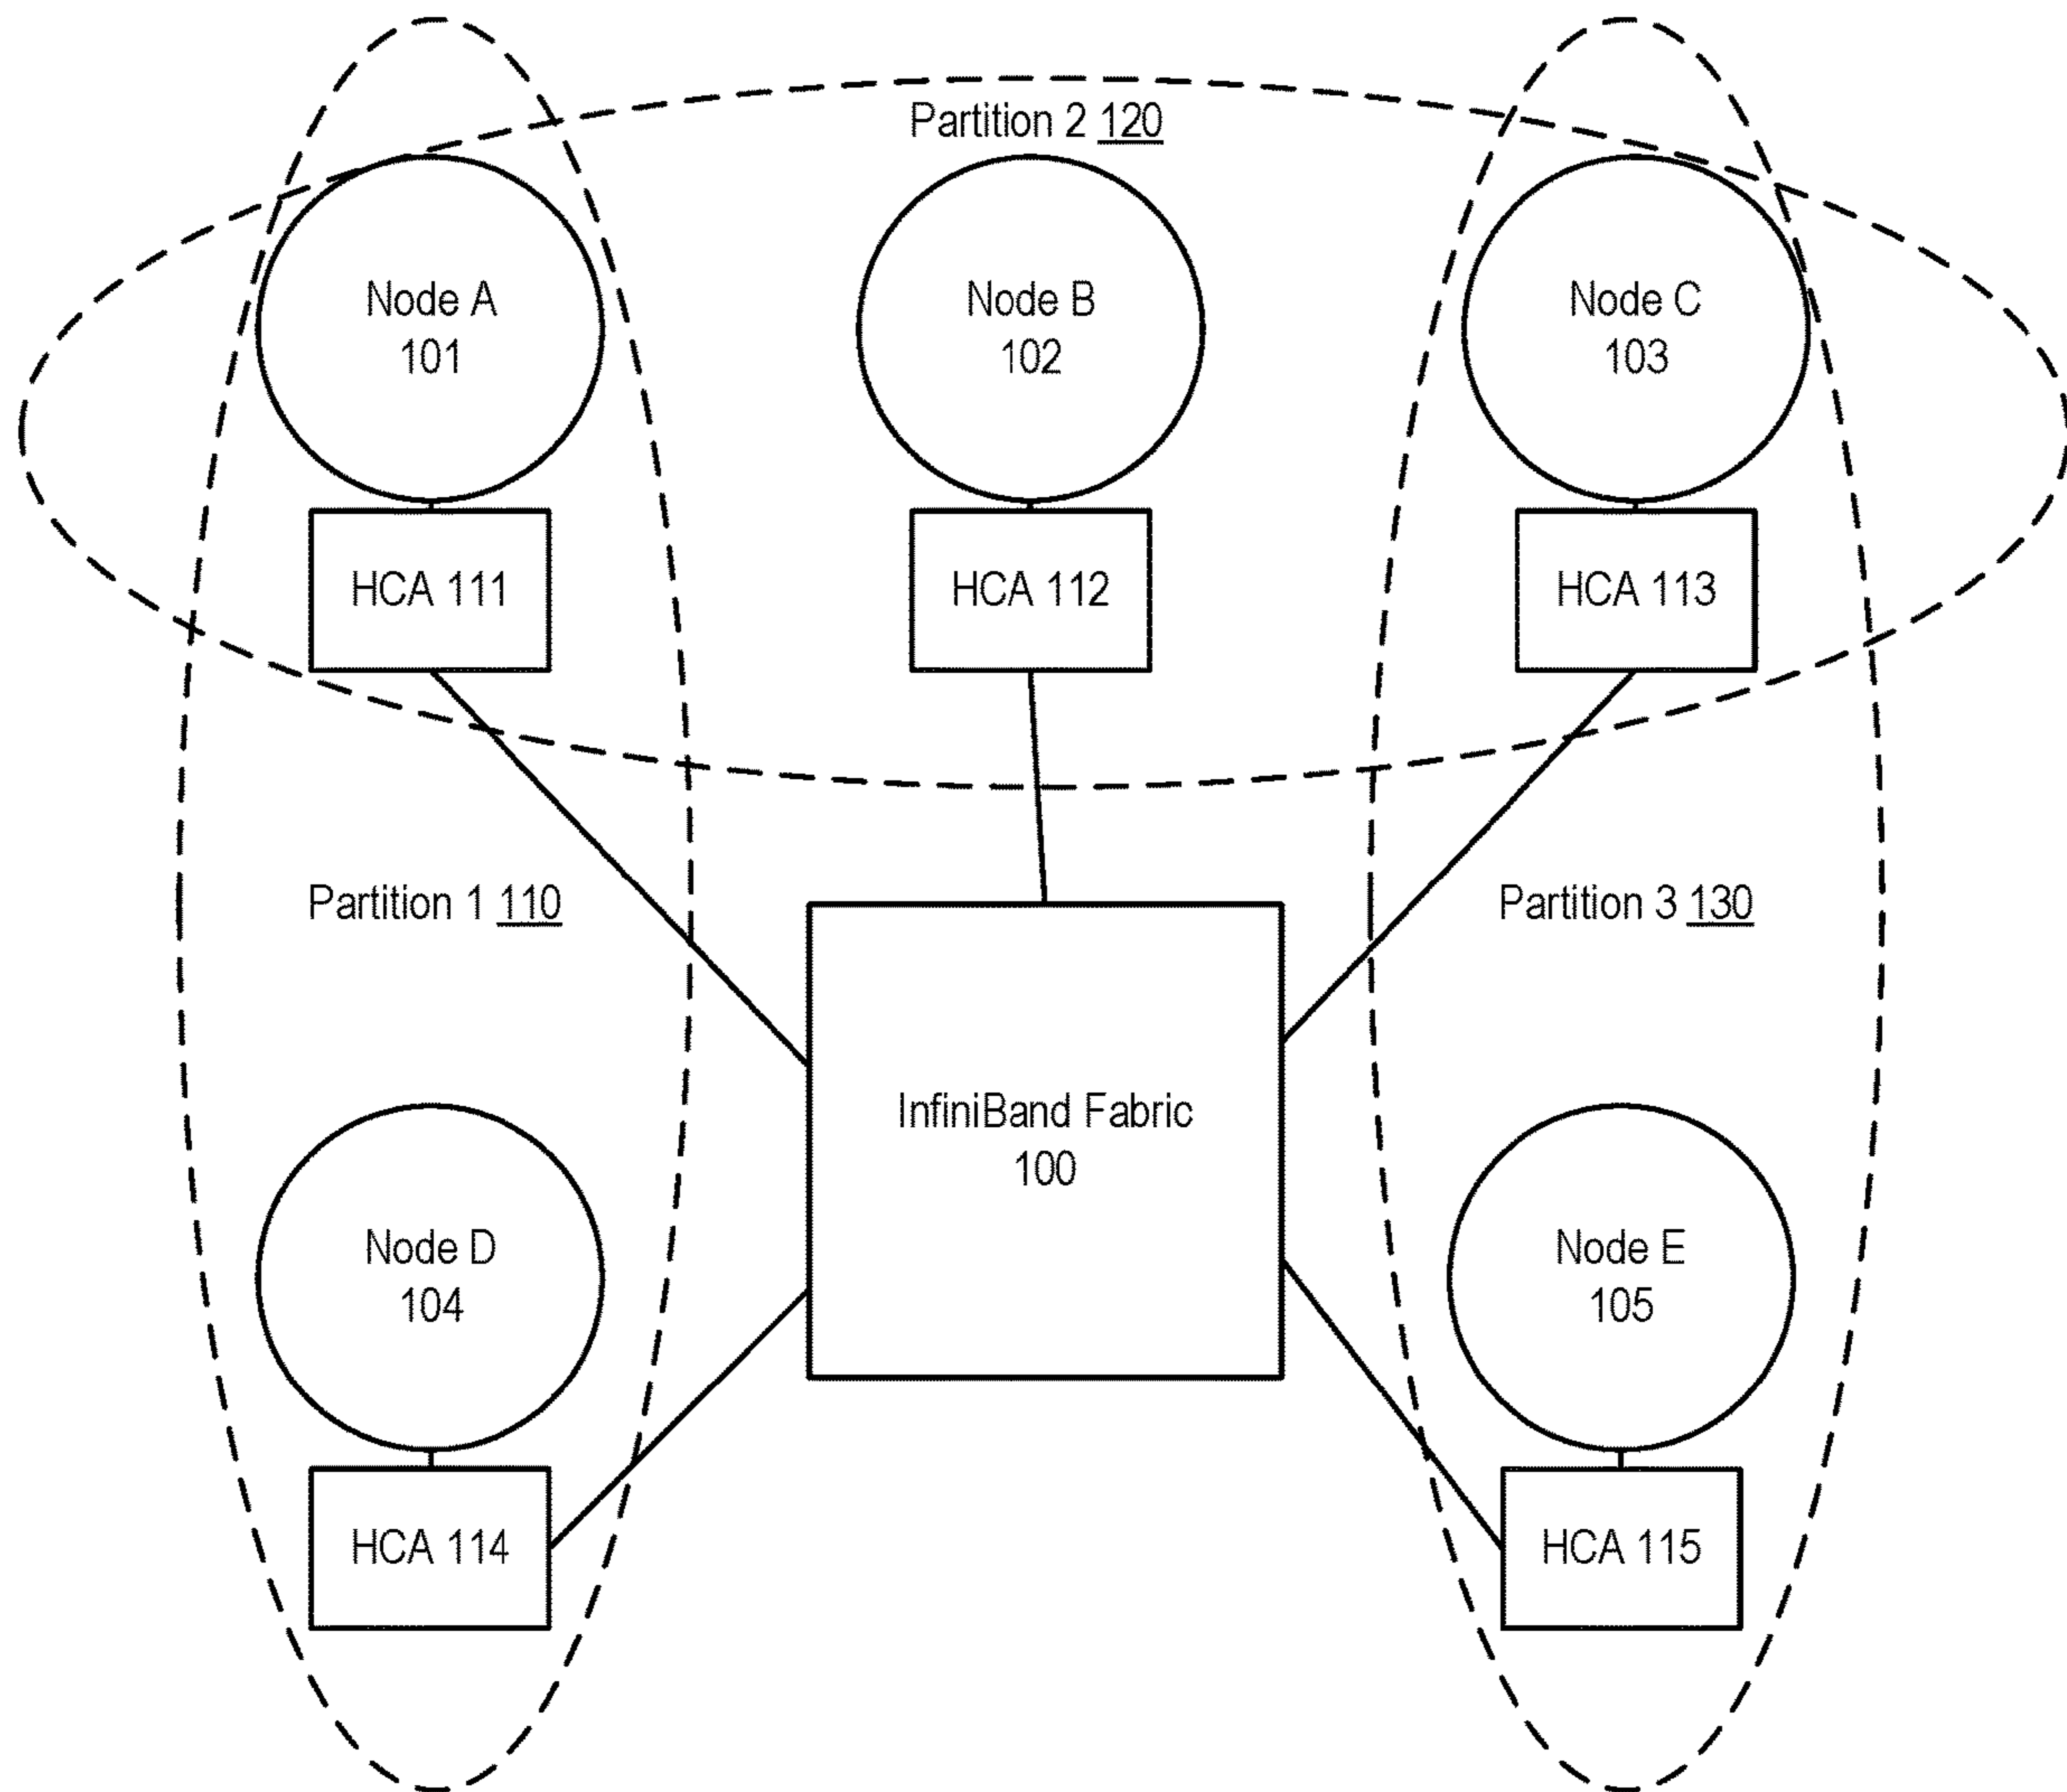 Partition 2 120
Node A
101
Node B
102
Node C
103
HCA 111
HCA 112
HCA 113
Partition 1 110
Partition 3 130
InfiniBand Fabric
100
Node D
104
Node E
105
HCA 114
HCA 115